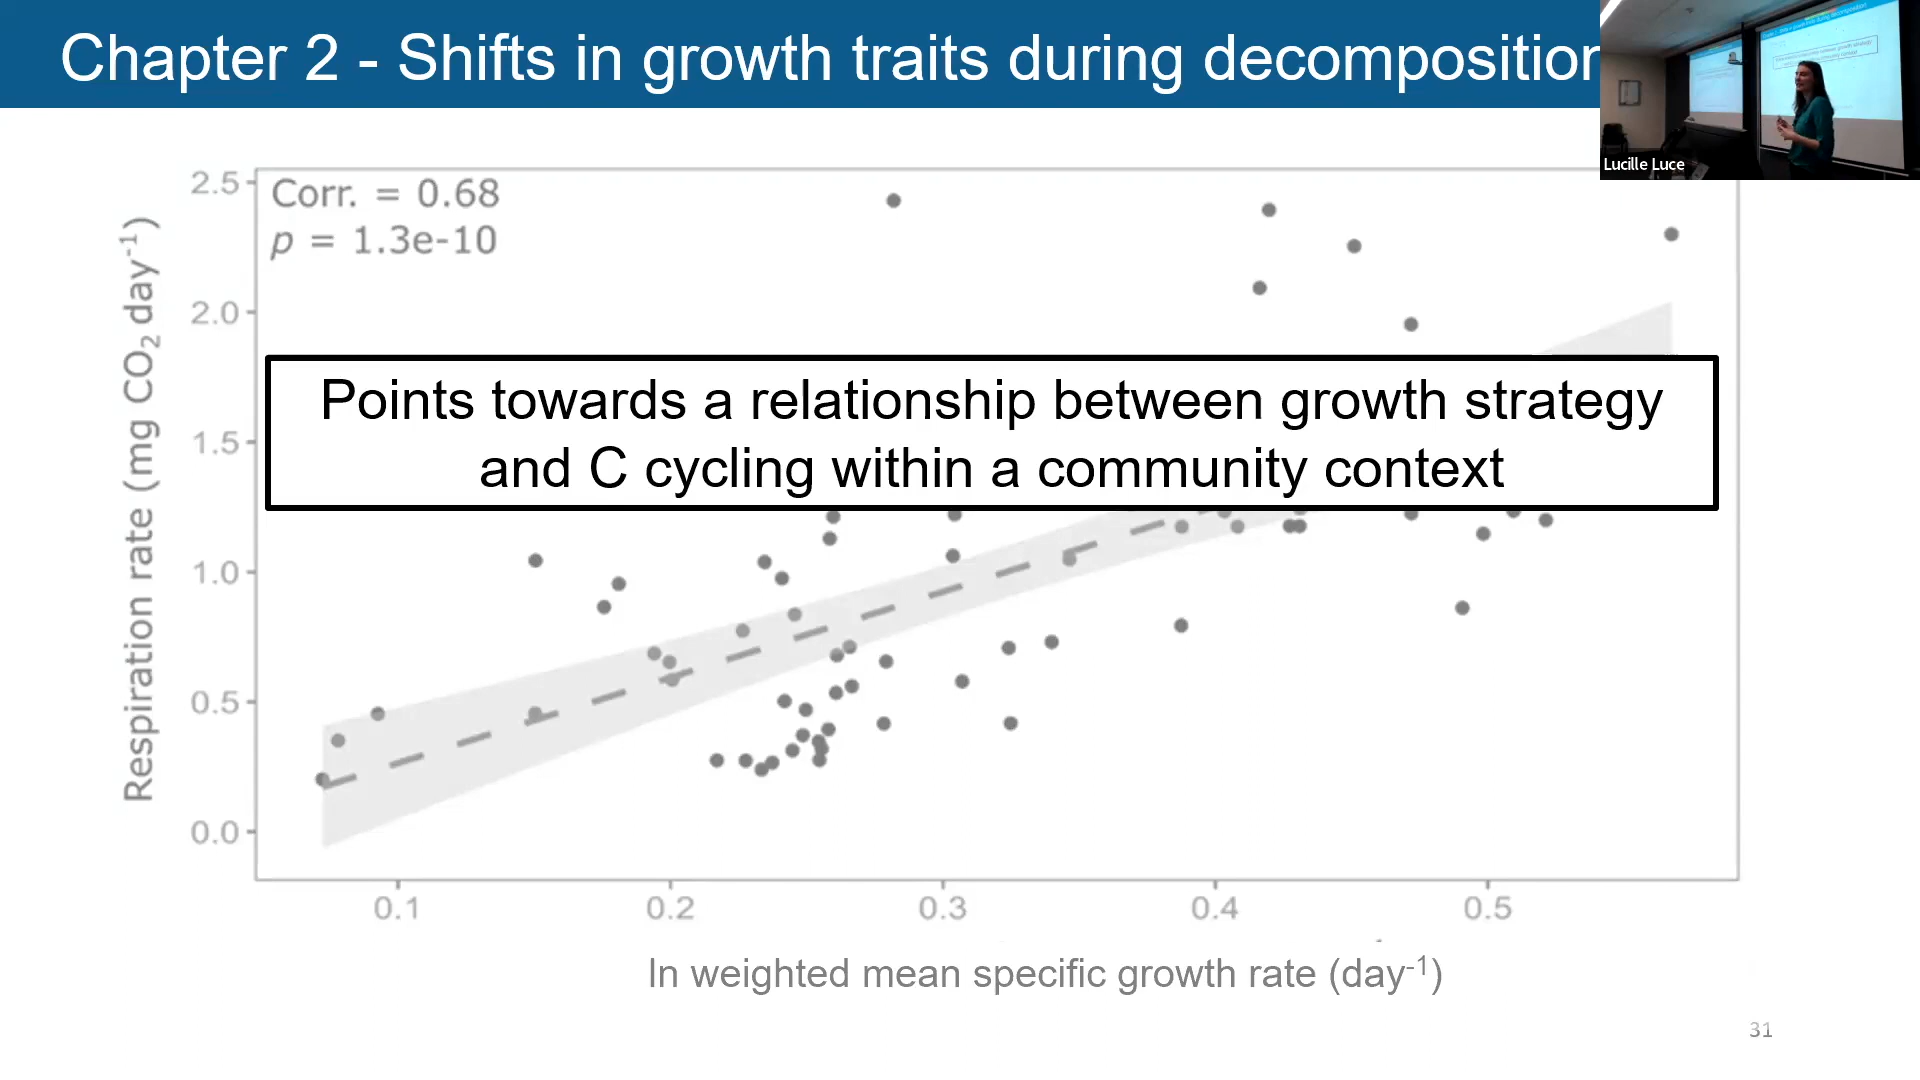 Chapter 2 - Shifts in growth traits during decomposition
Lucille Luce
Corr. = 0.68
p = 1.3e-10
Respiration rate (mg CO₂ day⁻¹)
2.5
2.0
1.5
1.0
0.5
0.0
Points towards a relationship between growth strategy
and C cycling within a community context
0.1 0.2 0.3 0.4 0.5
ln weighted mean specific growth rate (day⁻¹)
31